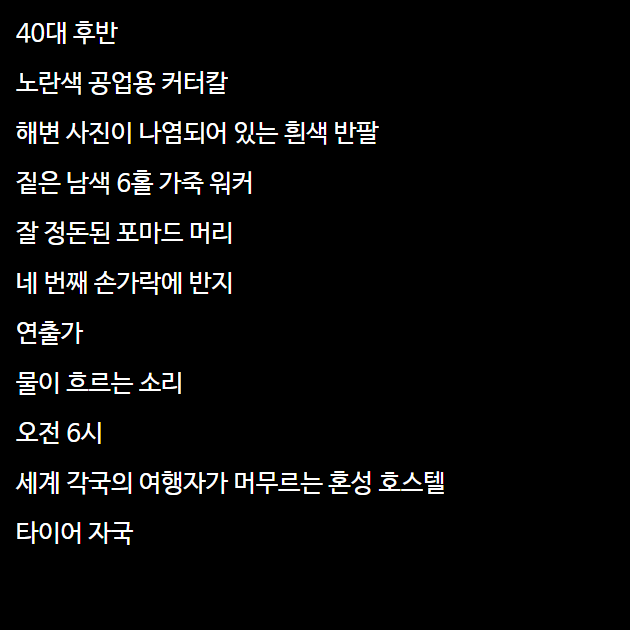 40대 후반
노란색 공업용 커터칼
해변 사진이 나염되어 있는 흰색 반팔
짙은 남색 6홀 가죽 워커
잘 정돈된 포마드 머리
네 번째 손가락에 반지
연출가
물이 흐르는 소리
오전 6시
세계 각국의 여행자가 머무르는 혼성 호스텔
타이어 자국